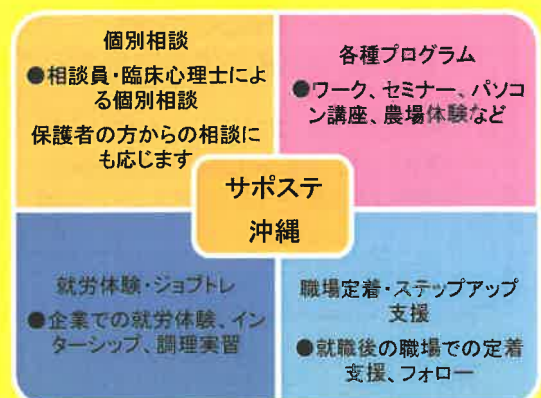 個別相談
●相談員・臨床心理士によ
る個別相談
保護者の方からの相談に
も応じます
各種プログラム
●ワーク、セミナー、パソコ
ン講座、農場体験など
サポステ
沖縄
就労体験・ジョブトレ
●企業での就労体験、イン
ターシップ、調理実習
職場定着・ステップアップ
支援
●就職後の職場での定着
支援、フォロー